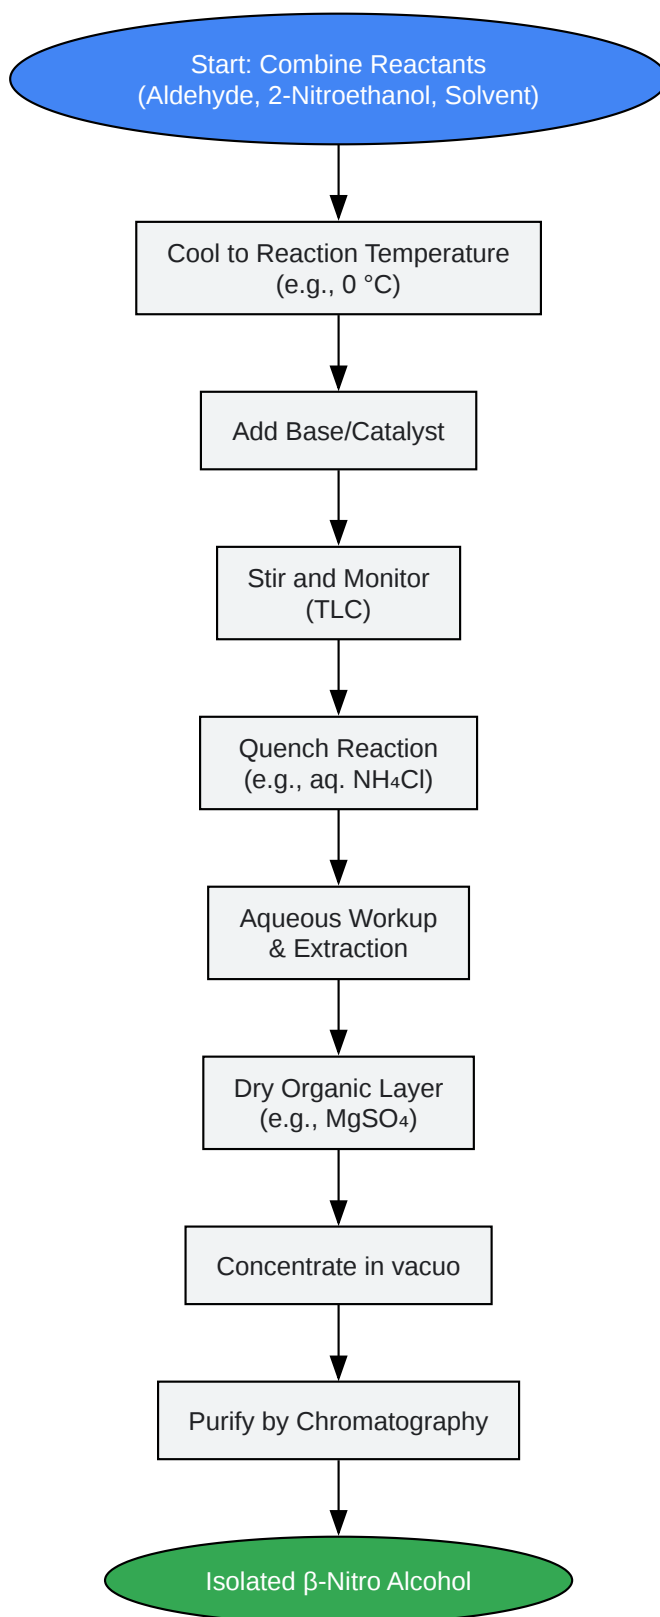 Start: Combine Reactants
(Aldehyde, 2-Nitroethanol, Solvent)
Cool to Reaction Temperature
(e.g., 0 °C)
Add Base/Catalyst
Stir and Monitor
(TLC)
Quench Reaction
(e.g., aq. NH₄Cl)
Aqueous Workup
& Extraction
Dry Organic Layer
(e.g., MgSO₄)
Concentrate in vacuo
Purify by Chromatography
Isolated β-Nitro Alcohol